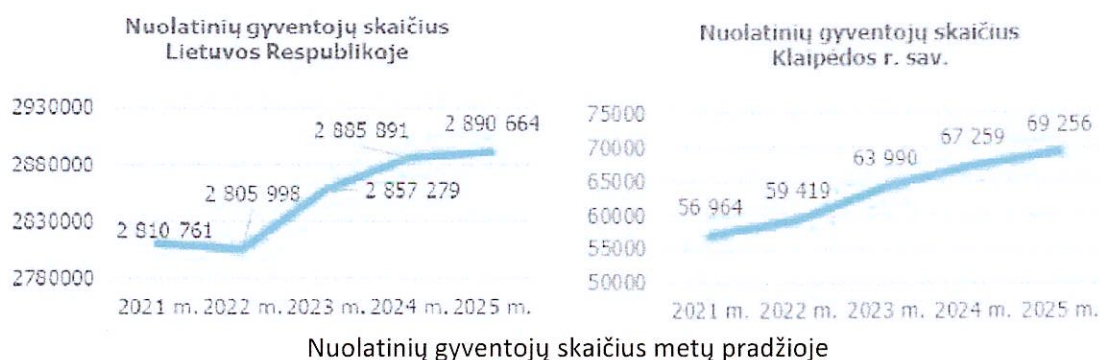 Nuolatinių gyventojų skaičius
Lietuvos Respublikoje
2930000
2880000
2830000
2780000
2 810 761
2 805 998
2 857 279
2 885 891
2 890 664
2021 m. 2022 m. 2023 m. 2024 m. 2025 m.
Nuolatinių gyventojų skaičius
Klaipėdos r. sav.
75000
70000
65000
60000
55000
50000
56 964
59 419
63 990
67 259
69 256
2021 m. 2022 m. 2023 m. 2024 m. 2025 m.
Nuolatinių gyventojų skaičius metų pradžioje